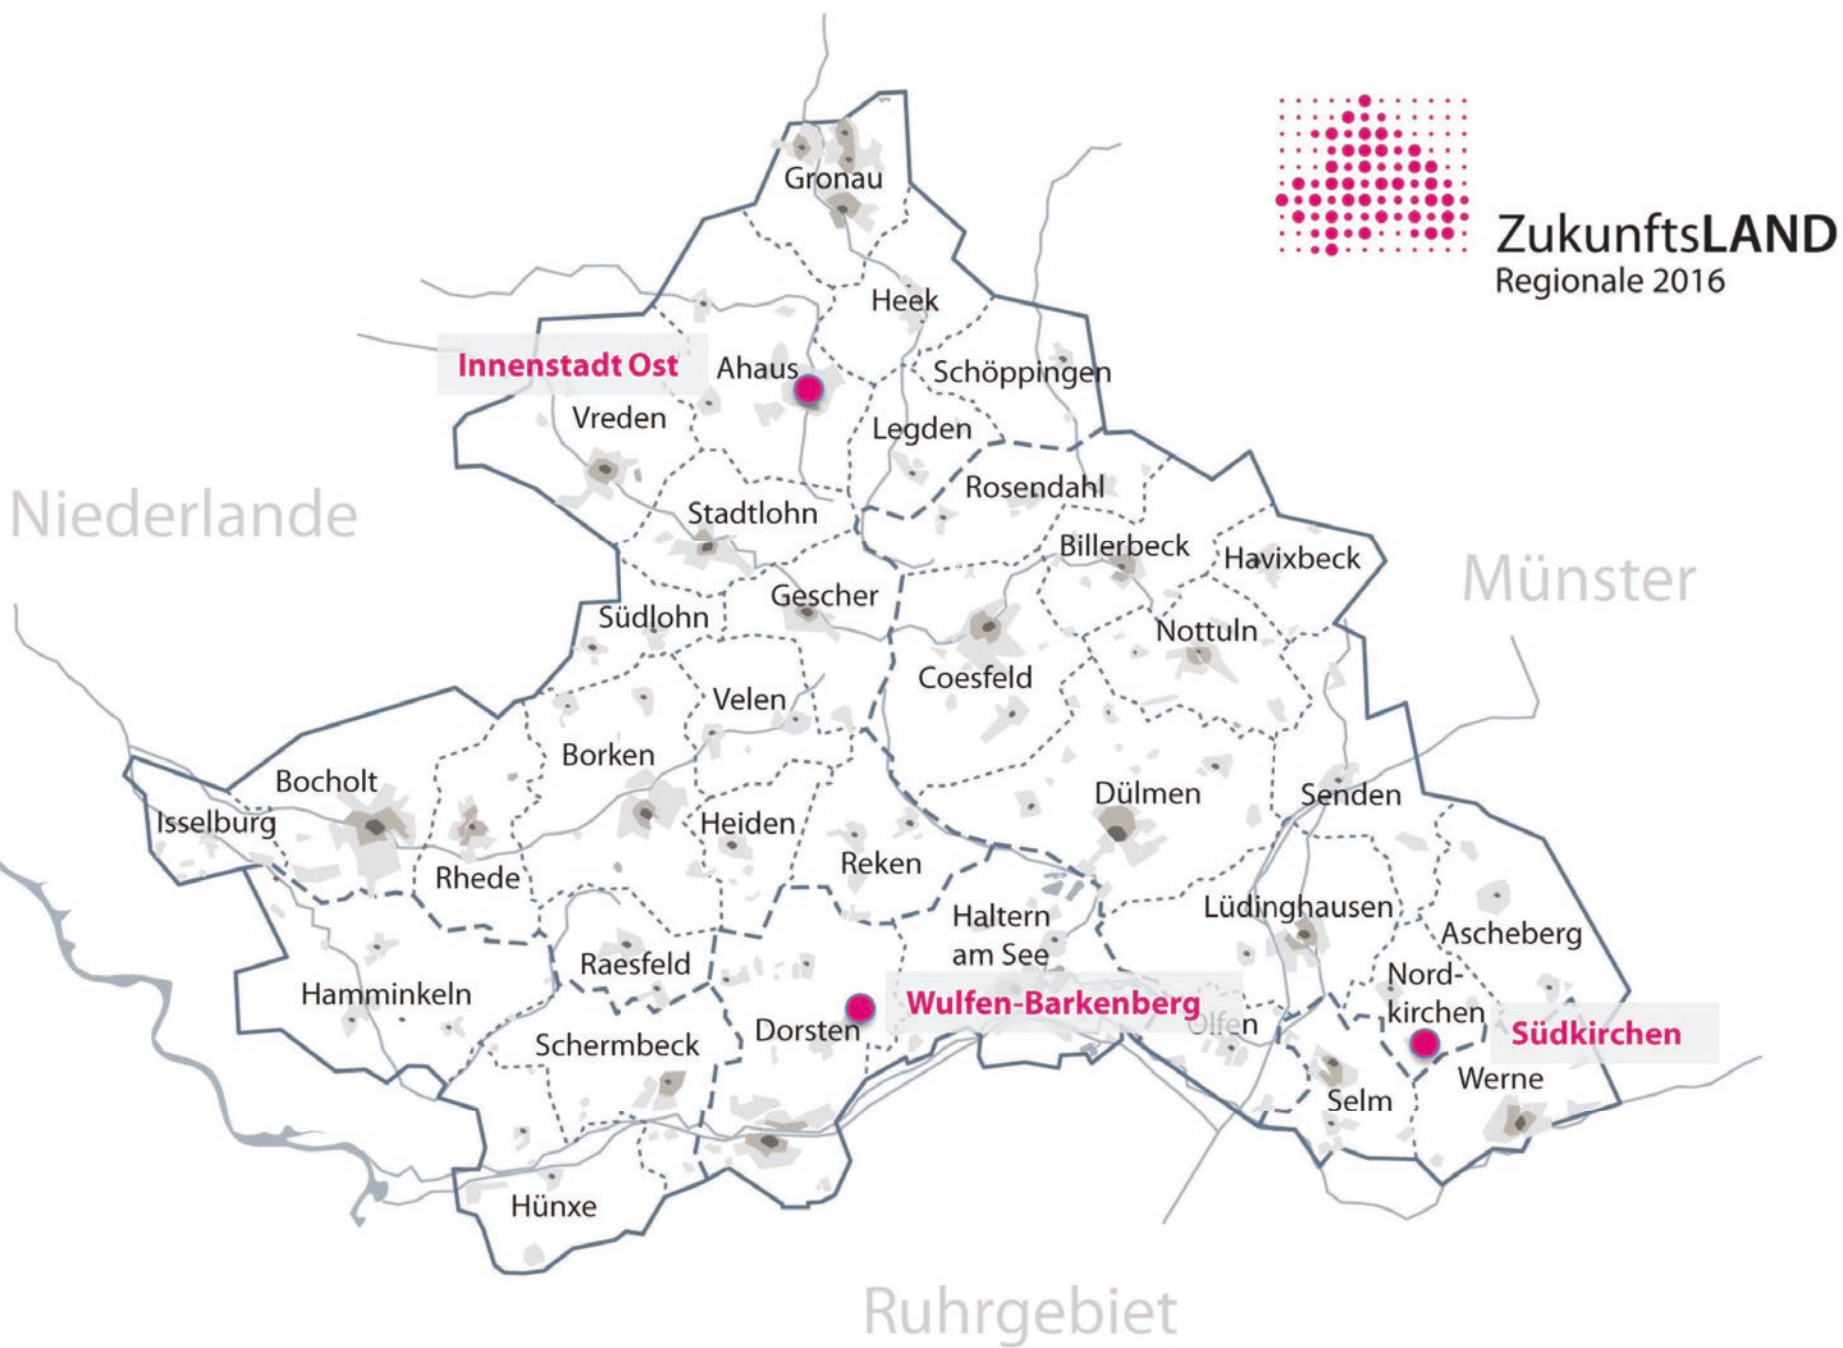 Gronau
ZukunftsLAND
Regionale 2016
Heek
Innenstadt Ost
Ahaus
Schöppingen
Vreden
Legden
Niederlande
Stadtlohn
Rosendahl
Billerbeck
Havixbeck
Münster
Gescher
Südlohn
Nottuln
Coesfeld
Velen
Borken
Bocholt
Dülmen
Senden
Isselburg
Heiden
Reken
Rhede
Haltern
am See
Lüdinghausen
Ascheberg
Raesfeld
Nord-
kirchen
Hamminkeln
Wulfen-Barkenberg
Olfen
Südkirchen
Dorsten
Schermbeck
Werne
Selm
Hünxe
Ruhrgebiet